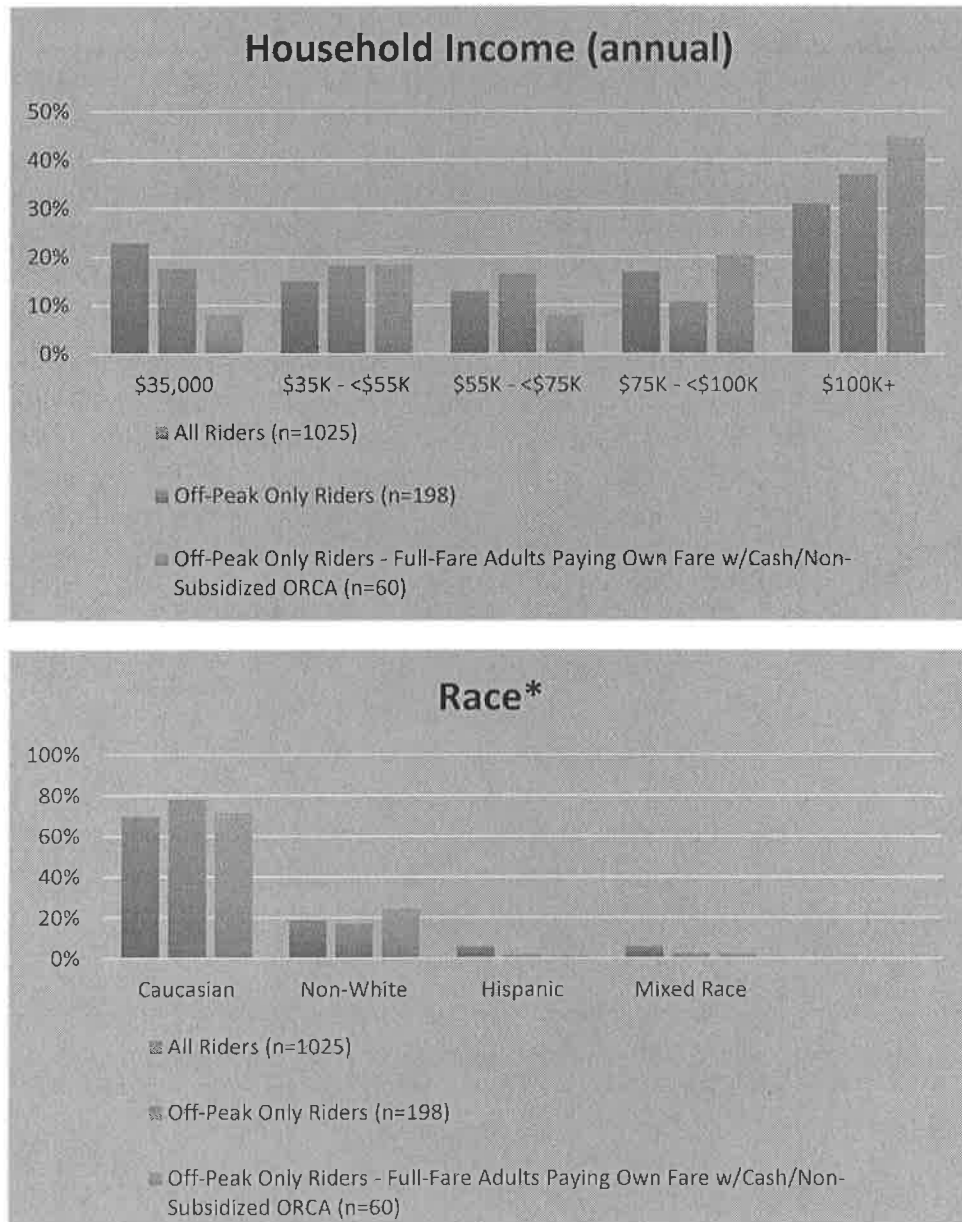 Household Income (annual)
50%
40%
30%
20%
10%
0%
$35,000 $35K - <$55K $55K - <$75K $75K - <$100K $100K+
All Riders (n=1025)
Off-Peak Only Riders (n=198)
Off-Peak Only Riders - Full-Fare Adults Paying Own Fare w/Cash/Non-
Subsidized ORCA (n=60)
Race*
100%
80%
60%
40%
20%
0%
Caucasian Non-White Hispanic Mixed Race
All Riders (n=1025)
Off-Peak Only Riders (n=198)
Off-Peak Only Riders - Full-Fare Adults Paying Own Fare w/Cash/Non-
Subsidized ORCA (n=60)